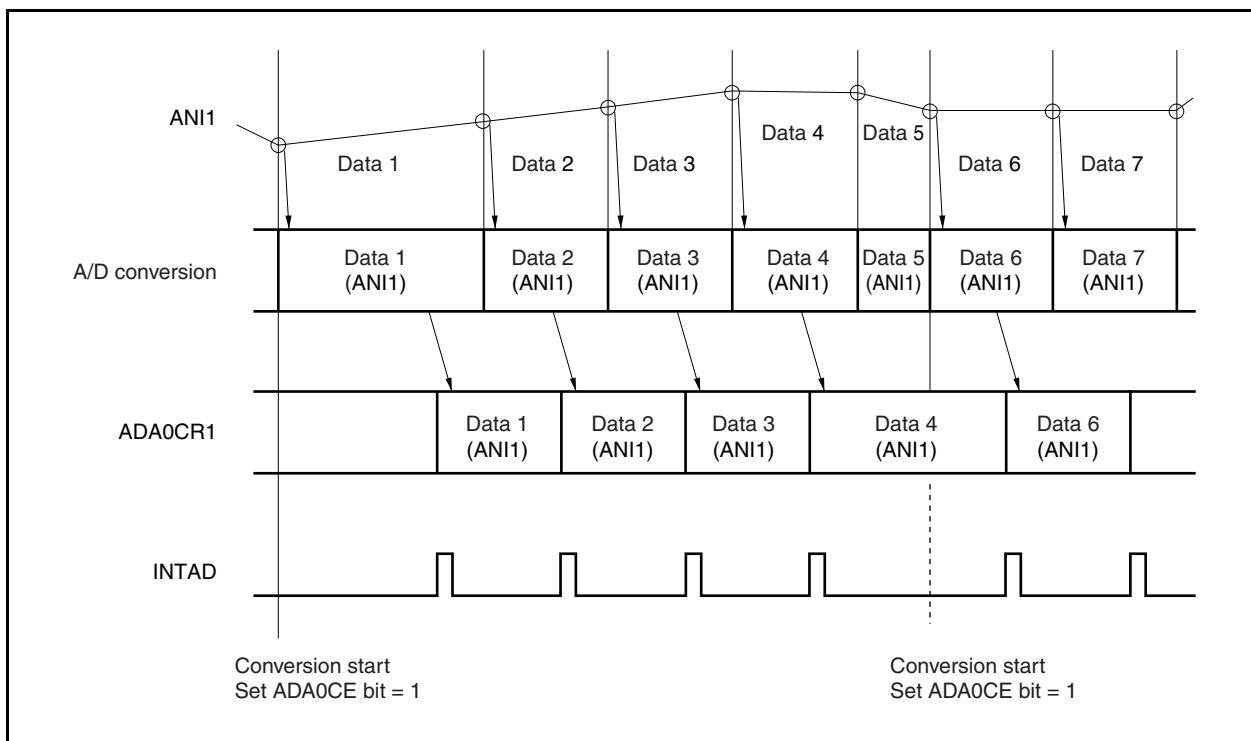 ANI1
Data 1
Data 2
Data 3
Data 4
Data 5
Data 6
Data 7
A/D conversion
Data 1
(ANI1)
Data 2
(ANI1)
Data 3
(ANI1)
Data 4
(ANI1)
Data 5
(ANI1)
Data 6
(ANI1)
Data 7
(ANI1)
ADA0CR1
Data 1
(ANI1)
Data 2
(ANI1)
Data 3
(ANI1)
Data 4
(ANI1)
Data 6
(ANI1)
INTAD
Conversion start
Set ADA0CE bit = 1
Conversion start
Set ADA0CE bit = 1